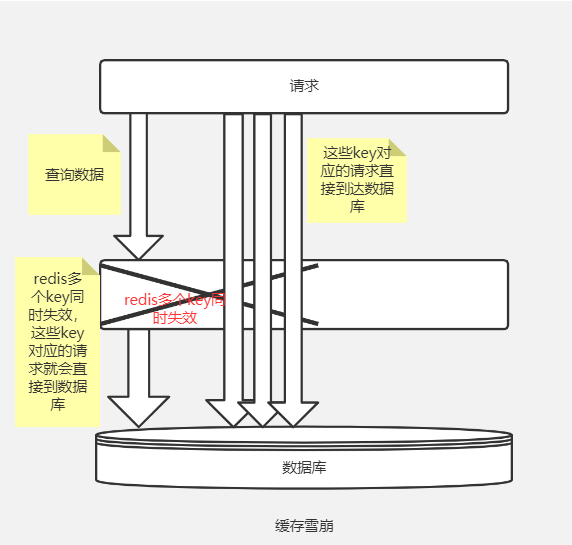 请求
查询数据
这些key对
应的请求直
接到达数据
库
redis多
个key同
时失效，
这些key
对应的请
求就会直
接到数据
库
redis多个key同
时失效
数据库
缓存雪崩